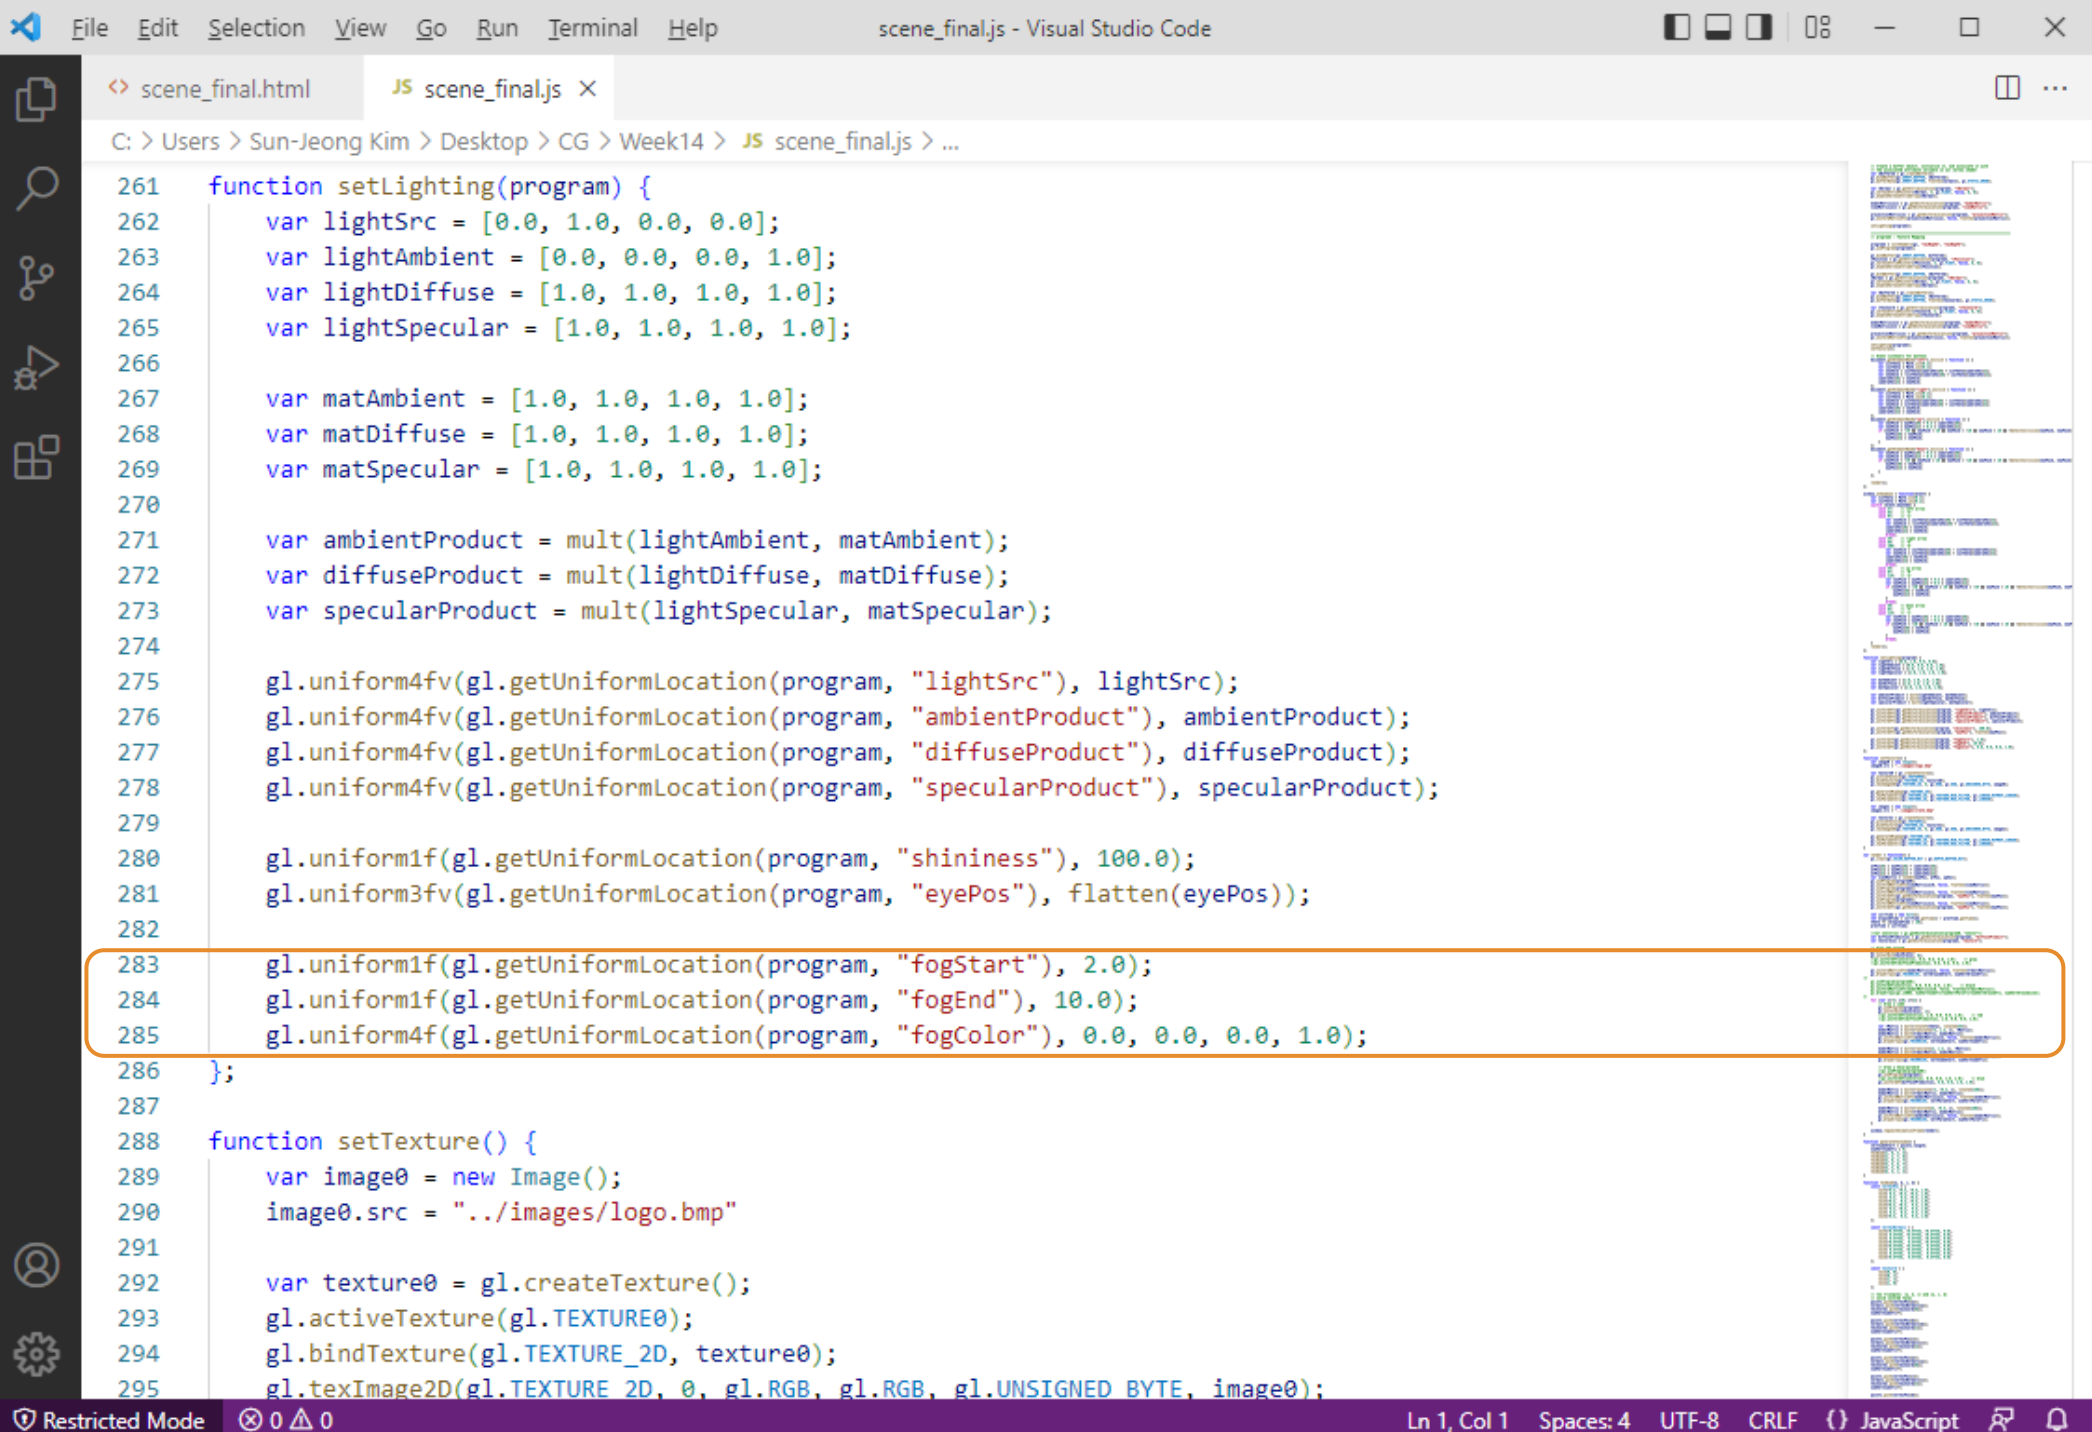 File Edit Selection View Go Run Terminal Help scene_final.js - Visual Studio Code
<> scene_final.html JS scene_final.js
C: > Users > Sun-Jeong Kim > Desktop > CG > Week14 > JS scene_final.js > ...
261 function setLighting(program) {
262 var lightSrc = [0.0, 1.0, 0.0, 0.0];
263 var lightAmbient = [0.0, 0.0, 0.0, 1.0];
264 var lightDiffuse = [1.0, 1.0, 1.0, 1.0];
265 var lightSpecular = [1.0, 1.0, 1.0, 1.0];
266
267 var matAmbient = [1.0, 1.0, 1.0, 1.0];
268 var matDiffuse = [1.0, 1.0, 1.0, 1.0];
269 var matSpecular = [1.0, 1.0, 1.0, 1.0];
270
271 var ambientProduct = mult(lightAmbient, matAmbient);
272 var diffuseProduct = mult(lightDiffuse, matDiffuse);
273 var specularProduct = mult(lightSpecular, matSpecular);
274
275 gl.uniform4fv(gl.getUniformLocation(program, "lightSrc"), lightSrc);
276 gl.uniform4fv(gl.getUniformLocation(program, "ambientProduct"), ambientProduct);
277 gl.uniform4fv(gl.getUniformLocation(program, "diffuseProduct"), diffuseProduct);
278 gl.uniform4fv(gl.getUniformLocation(program, "specularProduct"), specularProduct);
279
280 gl.uniform1f(gl.getUniformLocation(program, "shininess"), 100.0);
281 gl.uniform3fv(gl.getUniformLocation(program, "eyePos"), flatten(eyePos));
282
283 gl.uniform1f(gl.getUniformLocation(program, "fogStart"), 2.0);
284 gl.uniform1f(gl.getUniformLocation(program, "fogEnd"), 10.0);
285 gl.uniform4f(gl.getUniformLocation(program, "fogColor"), 0.0, 0.0, 0.0, 1.0);
286 };
287
288 function setTexture() {
289 var image0 = new Image();
290 image0.src = "../images/logo.bmp"
291
292 var texture0 = gl.createTexture();
293 gl.activeTexture(gl.TEXTURE0);
294 gl.bindTexture(gl.TEXTURE_2D, texture0);
295 gl.texImage2D(gl.TEXTURE_2D, 0, gl.RGB, gl.RGB, gl.UNSIGNED_BYTE, image0);
Restricted Mode 0 0 Ln 1, Col 1 Spaces: 4 UTF-8 CRLF {} JavaScript